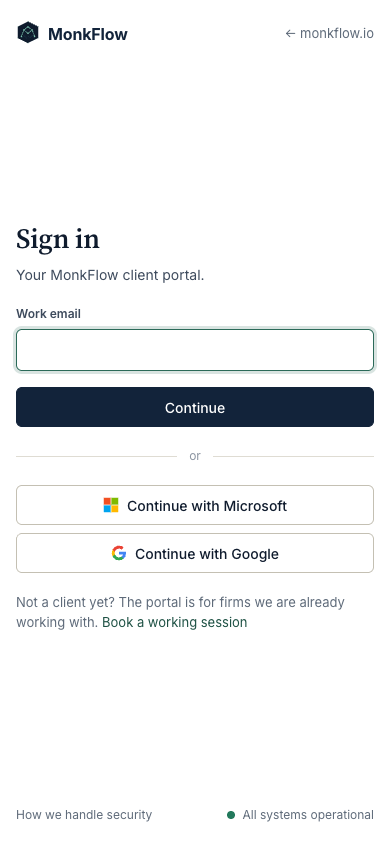 MonkFlow
← monkflow.io
Sign in
Your MonkFlow client portal.
Work email
Continue
or
Continue with Microsoft
Continue with Google
Not a client yet? The portal is for firms we are already
working with. Book a working session
How we handle security
All systems operational